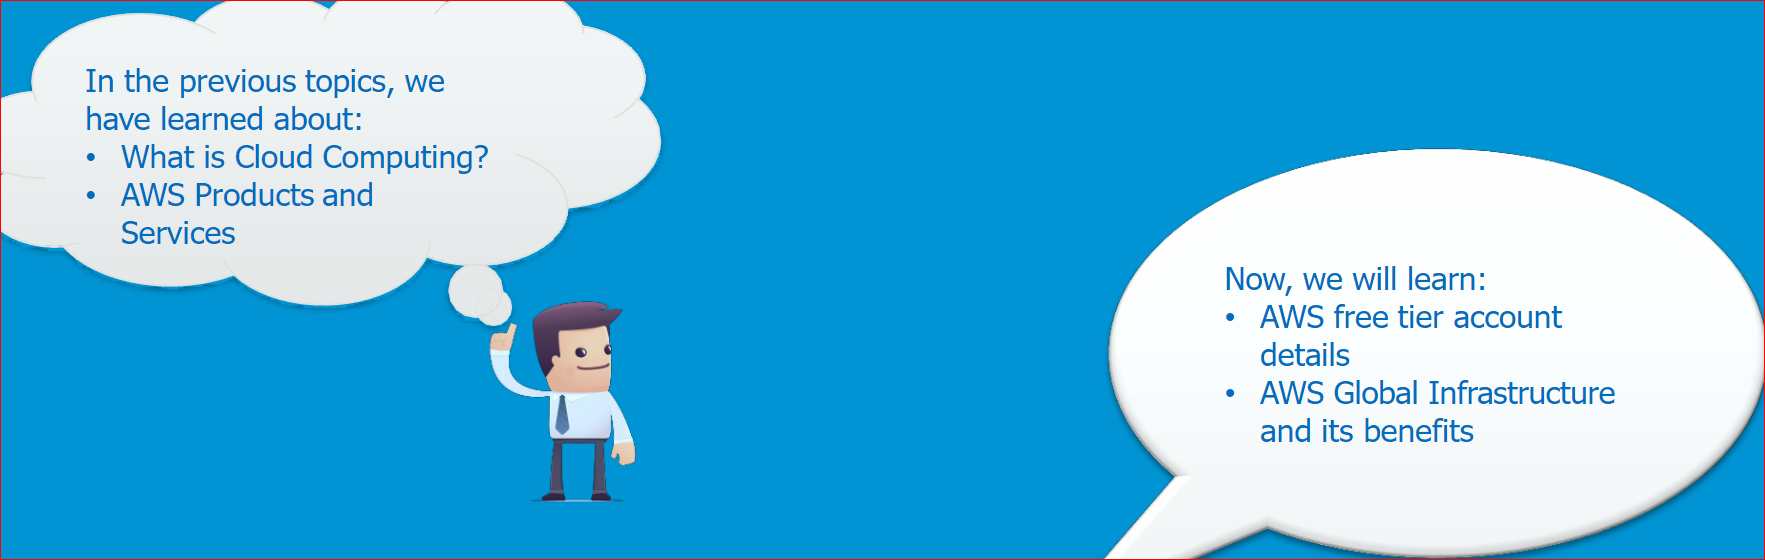 In the previous topics, we
have learned about:
• What is Cloud Computing?
• AWS Products and
Services
Now, we will learn:
• AWS free tier account
details
• AWS Global Infrastructure
and its benefits